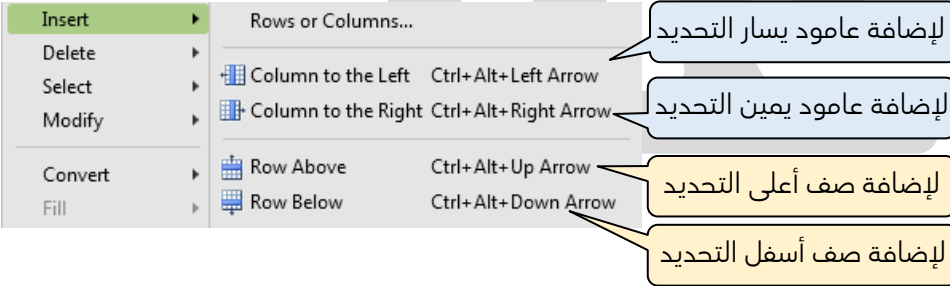 Insert
Delete
Select
Modify
Convert
Fill
Rows or Columns...
Column to the Left Ctrl+Alt+Left Arrow
Column to the Right Ctrl+Alt+Right Arrow
Row Above Ctrl+Alt+Up Arrow
Row Below Ctrl+Alt+Down Arrow
لإضافة عامود يسار التحديد
لإضافة عامود يمين التحديد
لإضافة صف أعلى التحديد
لإضافة صف أسفل التحديد